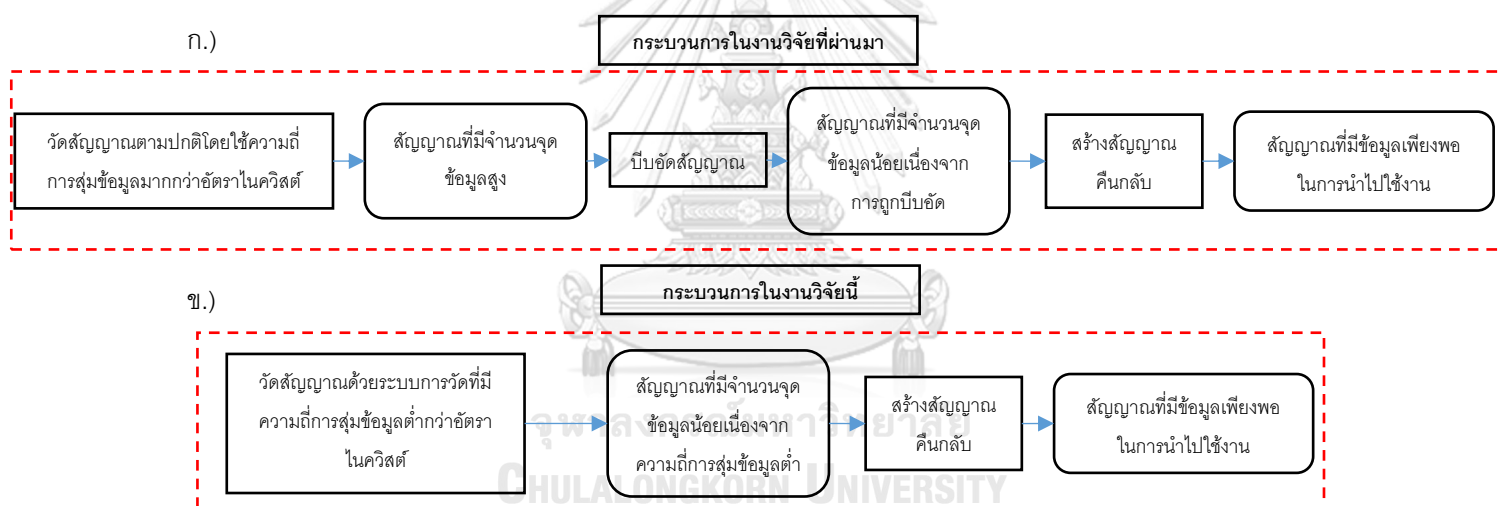 ก.)
กระบวนการในงานวิจัยที่ผ่านมา
วัดสัญญาณตามปกติโดยใช้ความถี่
การสุ่มข้อมูลมากกว่าอัตราไนควิสต์
สัญญาณที่มีจำนวนจุด
ข้อมูลสูง
บีบอัดสัญญาณ
สัญญาณที่มีจำนวนจุด
ข้อมูลน้อยเนื่องจาก
การถูกบีบอัด
สร้างสัญญาณ
คืนกลับ
สัญญาณที่มีข้อมูลเพียงพอ
ในการนำไปใช้งาน
ข.)
กระบวนการในงานวิจัยนี้
วัดสัญญาณด้วยระบบการวัดที่มี
ความถี่การสุ่มข้อมูลต่ำกว่าอัตรา
ไนควิสต์
สัญญาณที่มีจำนวนจุด
ข้อมูลน้อยเนื่องจาก
ความถี่การสุ่มข้อมูลต่ำ
สร้างสัญญาณ
คืนกลับ
สัญญาณที่มีข้อมูลเพียงพอ
ในการนำไปใช้งาน
จุฬาลงกรณ์มหาวิทยาลัย
CHULALONGKORN UNIVERSITY